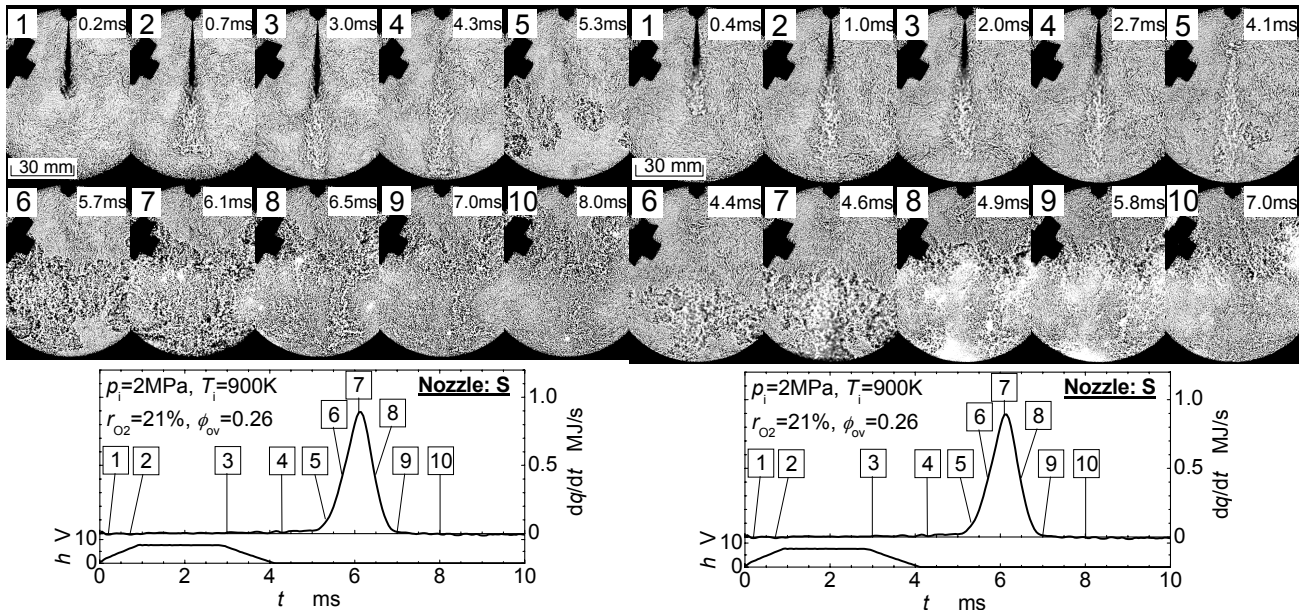 1 0.2ms 2 0.7ms 3 3.0ms 4 4.3ms 5 5.3ms 1 0.4ms 2 1.0ms 3 2.0ms 4 2.7ms 5 4.1ms
30 mm 30 mm
6 5.7ms 7 6.1ms 8 6.5ms 9 7.0ms 10 8.0ms 6 4.4ms 7 4.6ms 8 4.9ms 9 5.8ms 10 7.0ms
pi=2MPa, Ti=900K
rO2=21%, ϕov=0.26
Nozzle: S
7
6 8
1 2 3 4 5 9 10
1.0
0.5
0
dq/dt MJ/s
10
0
h V
0 2 4 6 8 10
t ms
pi=2MPa, Ti=900K
rO2=21%, ϕov=0.26
Nozzle: S
7
6 8
1 2 3 4 5 9 10
1.0
0.5
0
dq/dt MJ/s
10
0
h V
0 2 4 6 8 10
t ms